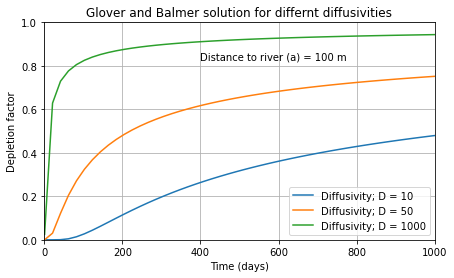 Glover and Balmer solution for differnt diffusivities
1.0
0.8
0.6
0.4
0.2
0.0
Depletion factor
Distance to river (a) = 100 m
Diffusivity; D = 10
Diffusivity; D = 50
Diffusivity; D = 1000
0 200 400 600 800 1000
Time (days)